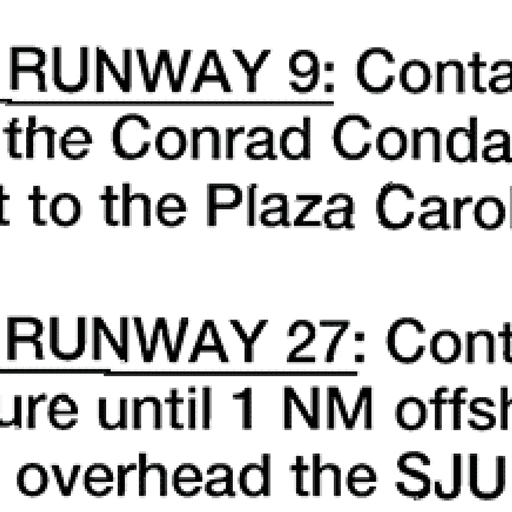 RUNWAY 9: Conta
the Conrad Conda
t to the Plaza Carol
RUNWAY 27: Cont
ure until 1 NM offsh
overhead the SJU